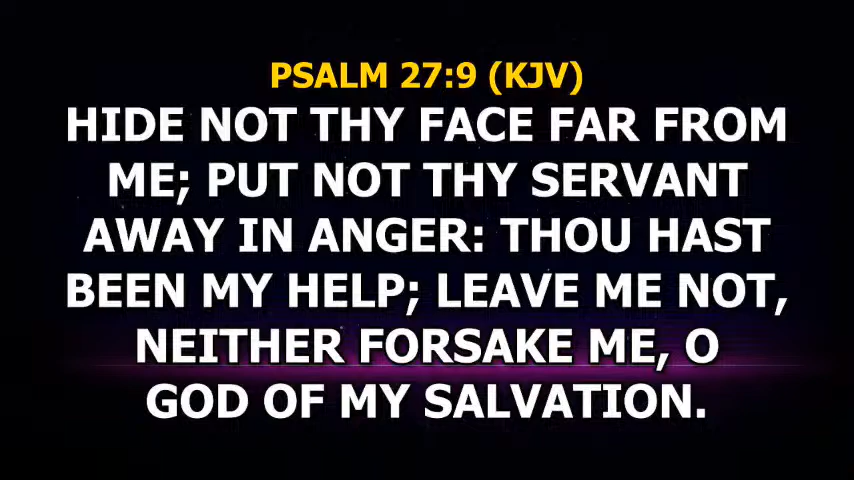 PSALM 27:9 (KJV)
HIDE NOT THY FACE FAR FROM
ME; PUT NOT THY SERVANT
AWAY IN ANGER: THOU HAST
BEEN MY HELP; LEAVE ME NOT,
NEITHER FORSAKE ME, O
GOD OF MY SALVATION.